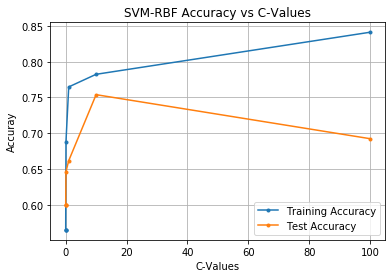 SVM-RBF Accuracy vs C-Values
0.85
0.80
0.75
0.70
0.65
0.60
Accuray
0 20 40 60 80 100
C-Values
Training Accuracy
Test Accuracy